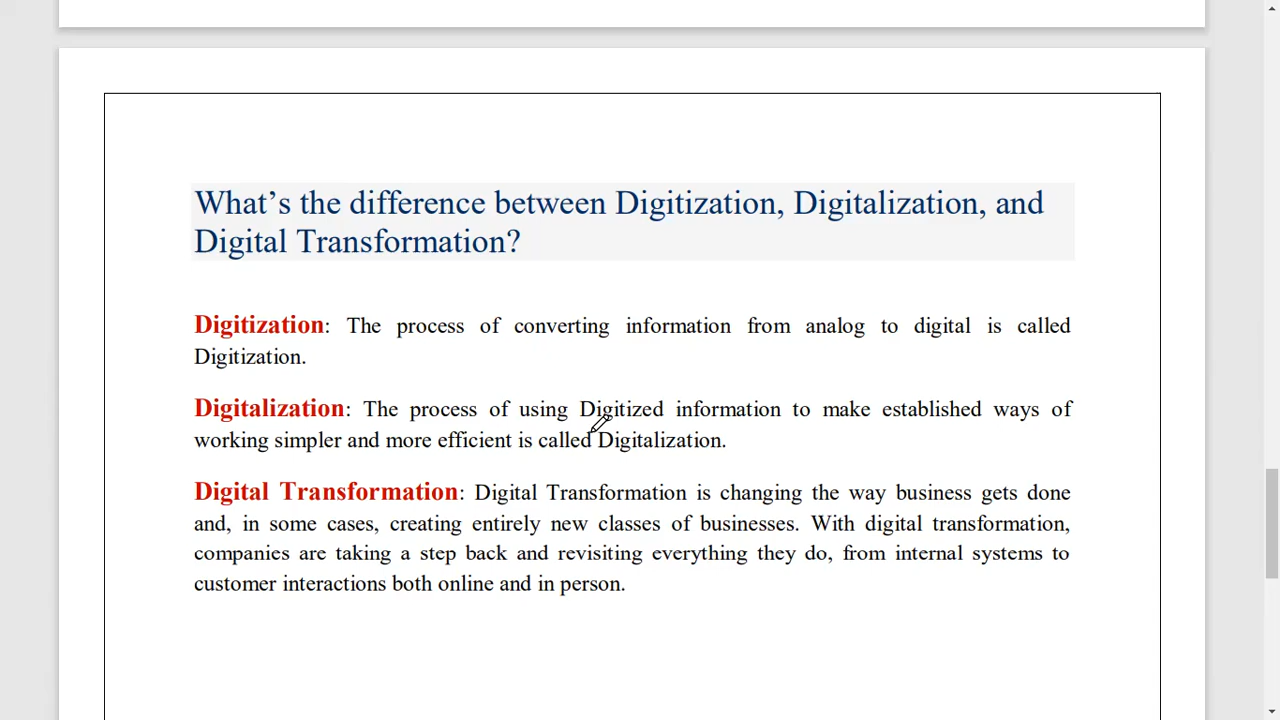 What’s the difference between Digitization, Digitalization, and
Digital Transformation?
Digitization: The process of converting information from analog to digital is called
Digitization.
Digitalization: The process of using Digitized information to make established ways of
working simpler and more efficient is called Digitalization.
Digital Transformation: Digital Transformation is changing the way business gets done
and, in some cases, creating entirely new classes of businesses. With digital transformation,
companies are taking a step back and revisiting everything they do, from internal systems to
customer interactions both online and in person.